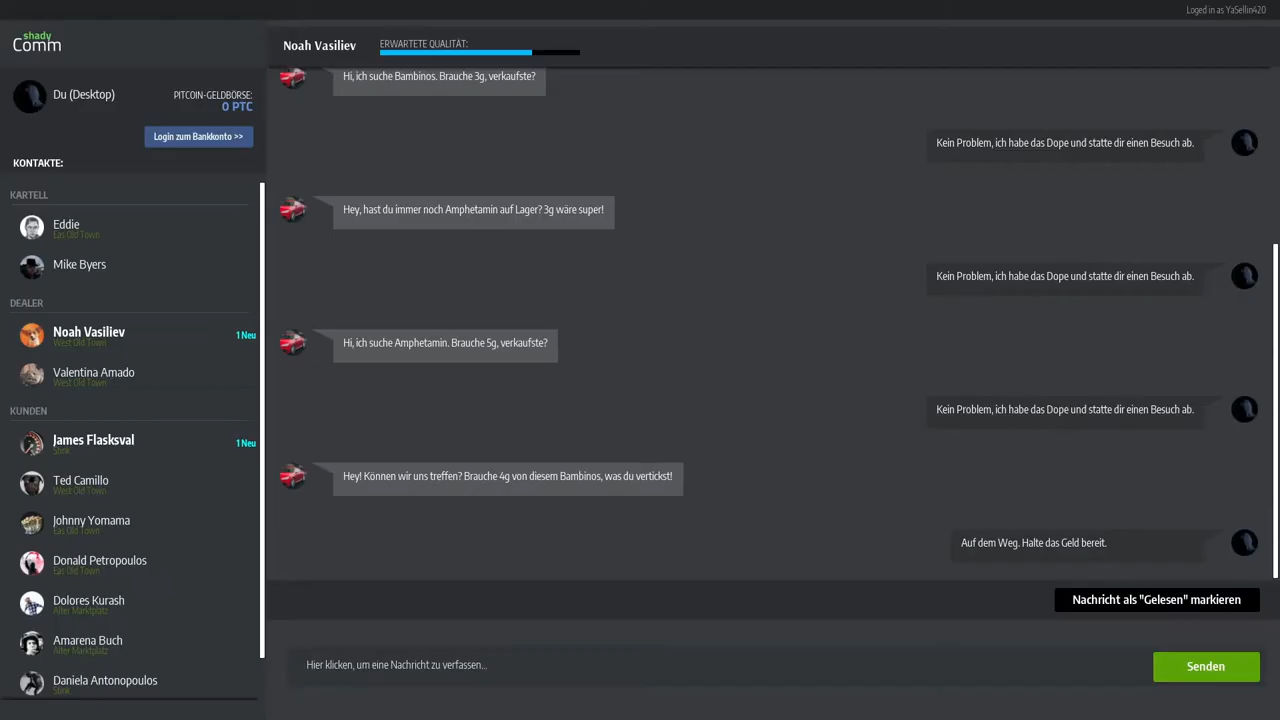 Loged in as YaSellin420
shady
Comm
Noah Vasiliev
ERWARTETE QUALITÄT:
Du (Desktop)
PITCOIN-GELDBÖRSE:
0 PTC
Login zum Bankkonto >>
KONTAKTE:
KARTELL
Eddie
Eas Old Town
Mike Byers
DEALER
Noah Vasiliev
1 Neu
West Old Town
Valentina Amado
West Old Town
KUNDEN
James Flasksval
1 Neu
Stink
Ted Camillo
West Old Town
Johnny Yomama
Eas Old Town
Donald Petropoulos
Eas Old Town
Dolores Kurash
Alter Marktplatz
Amarena Buch
Alter Marktplatz
Daniela Antonopoulos
Stink
Hi, ich suche Bambinos. Brauche 3g, verkaufste?
Kein Problem, ich habe das Dope und statte dir einen Besuch ab.
Hey, hast du immer noch Amphetamin auf Lager? 3g wäre super!
Kein Problem, ich habe das Dope und statte dir einen Besuch ab.
Hi, ich suche Amphetamin. Brauche 5g, verkaufste?
Kein Problem, ich habe das Dope und statte dir einen Besuch ab.
Hey! Können wir uns treffen? Brauche 4g von diesem Bambinos, was du vertickst!
Auf dem Weg. Halte das Geld bereit.
Nachricht als "Gelesen" markieren
Hier klicken, um eine Nachricht zu verfassen...
Senden